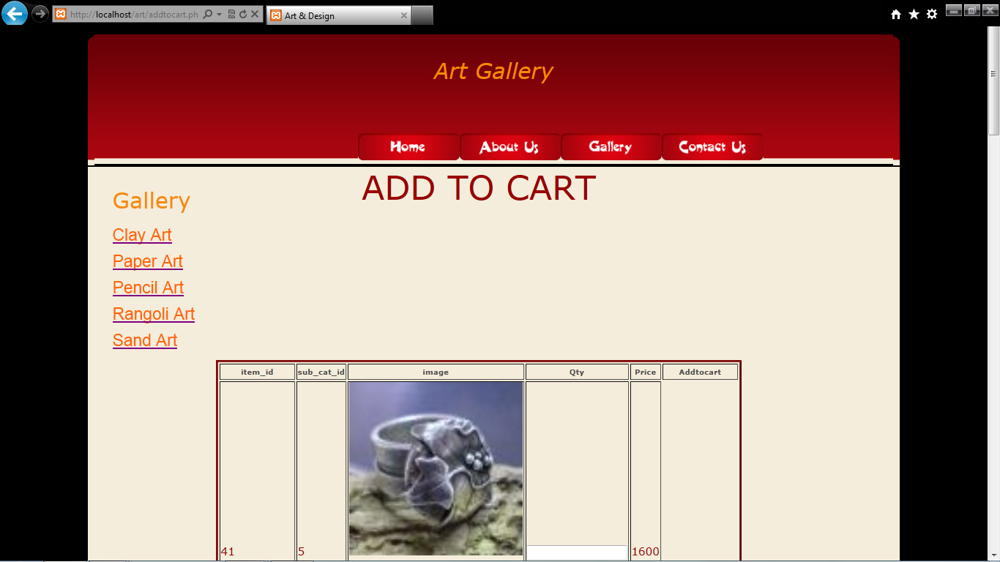 http://localhost/art/addtocart.ph
Art & Design
Art Gallery
Home About Us Gallery Contact Us
ADD TO CART
Gallery
Clay Art
Paper Art
Pencil Art
Rangoli Art
Sand Art
item_id sub_cat_id image Qty Price Addtocart
41 5 1600